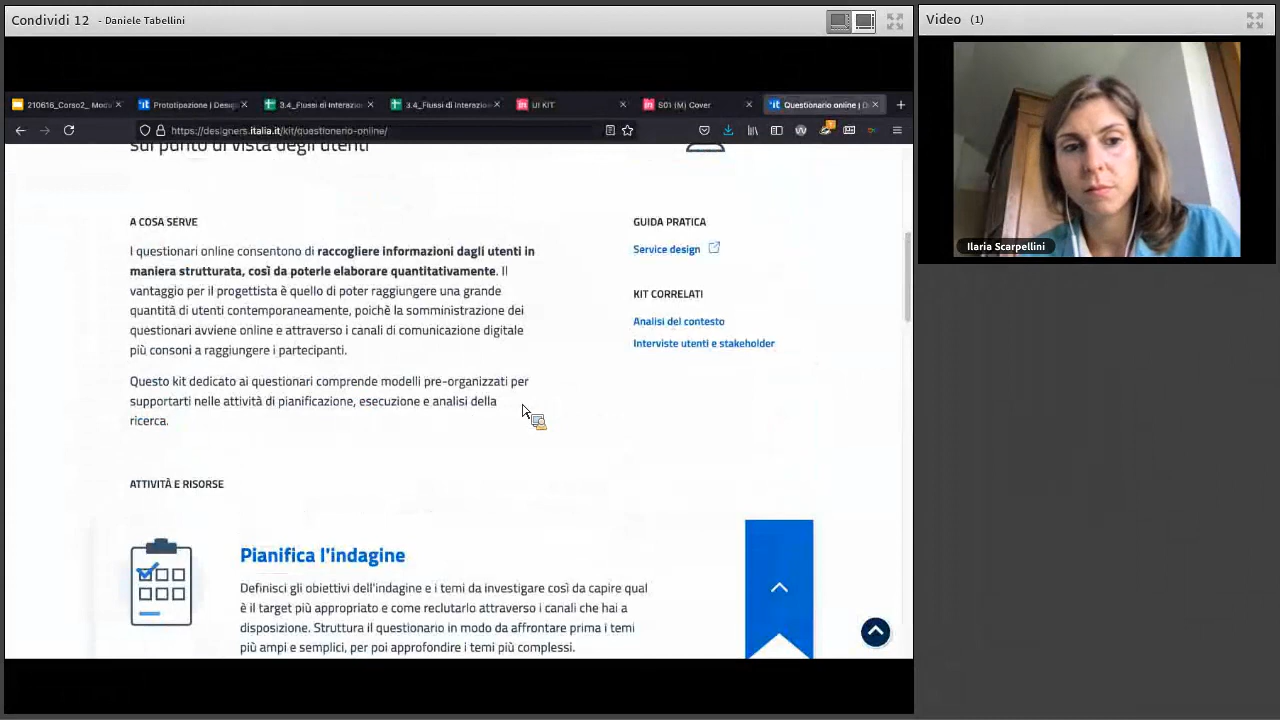 Condividi 12 - Daniele Tabellini
Video (1)
210616_Corso2_ Mod
Prototipazione | Desig
3.4_Flussi di Interazion
3.4_Flussi di Interazion
UI KIT
S01 (M) Cover
Questionario online | D
https://designers.italia.it/kit/questionario-online/
sul punto di vista degli utenti
A COSA SERVE
I questionari online consentono di raccogliere informazioni dagli utenti in
maniera strutturata, così da poterle elaborare quantitativamente. Il
vantaggio per il progettista è quello di poter raggiungere una grande
quantità di utenti contemporaneamente, poichè la somministrazione dei
questionari avviene online e attraverso i canali di comunicazione digitale
più consoni a raggiungere i partecipanti.
Questo kit dedicato ai questionari comprende modelli pre-organizzati per
supportarti nelle attività di pianificazione, esecuzione e analisi della
ricerca.
GUIDA PRATICA
Service design
KIT CORRELATI
Analisi del contesto
Interviste utenti e stakeholder
ATTIVITÀ E RISORSE
Pianifica l'indagine
Definisci gli obiettivi dell'indagine e i temi da investigare così da capire qual
è il target più appropriato e come reclutarlo attraverso i canali che hai a
disposizione. Struttura il questionario in modo da affrontare prima i temi
più ampi e semplici, per poi approfondire i temi più complessi.
Ilaria Scarpellini